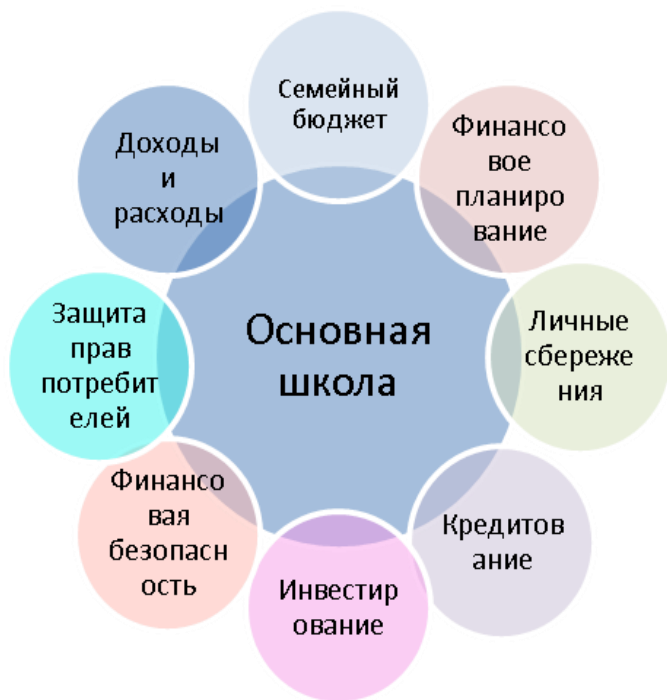 Семейный
бюджет
Финансо
вое
планиро
вание
Личные
сбереже
ния
Кредитов
ание
Инвестир
ование
Финансо
вая
безопасн
ость
Защита
прав
потребит
елей
Доходы
и
расходы
Основная
школа